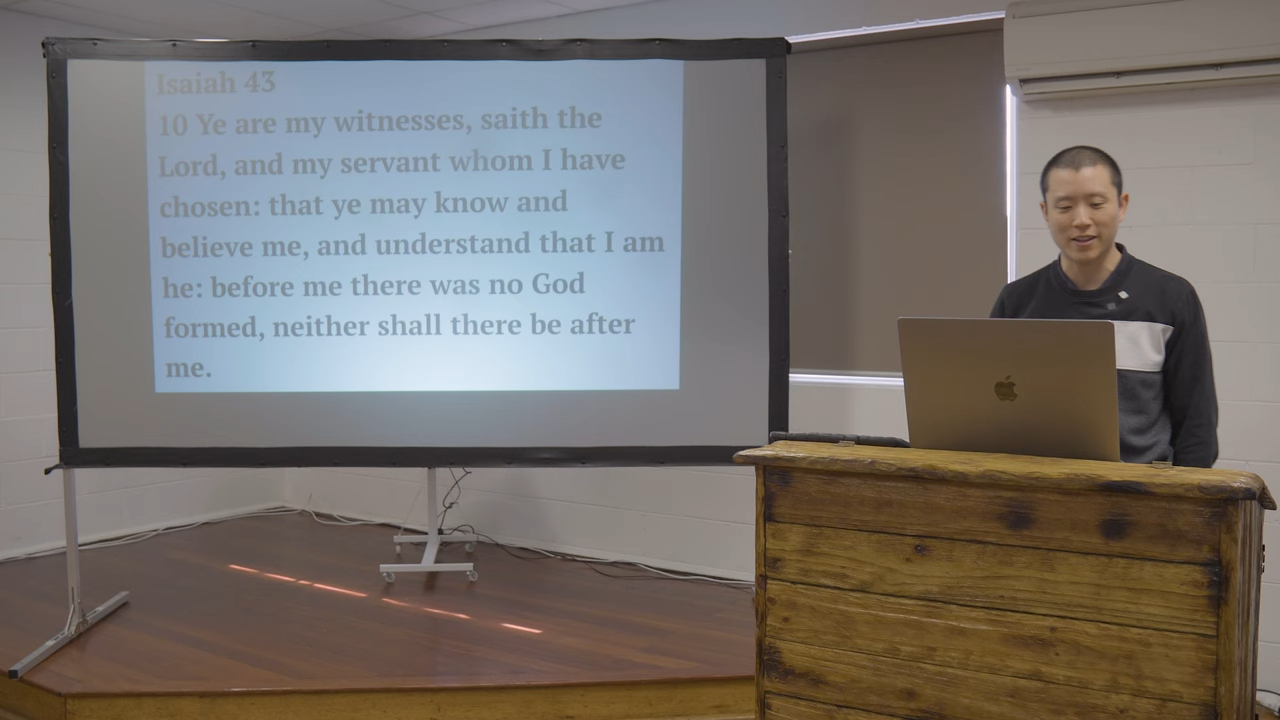 Isaiah 43
10 Ye are my witnesses, saith the
Lord, and my servant whom I have
chosen: that ye may know and
believe me, and understand that I am
he: before me there was no God
formed, neither shall there be after
me.